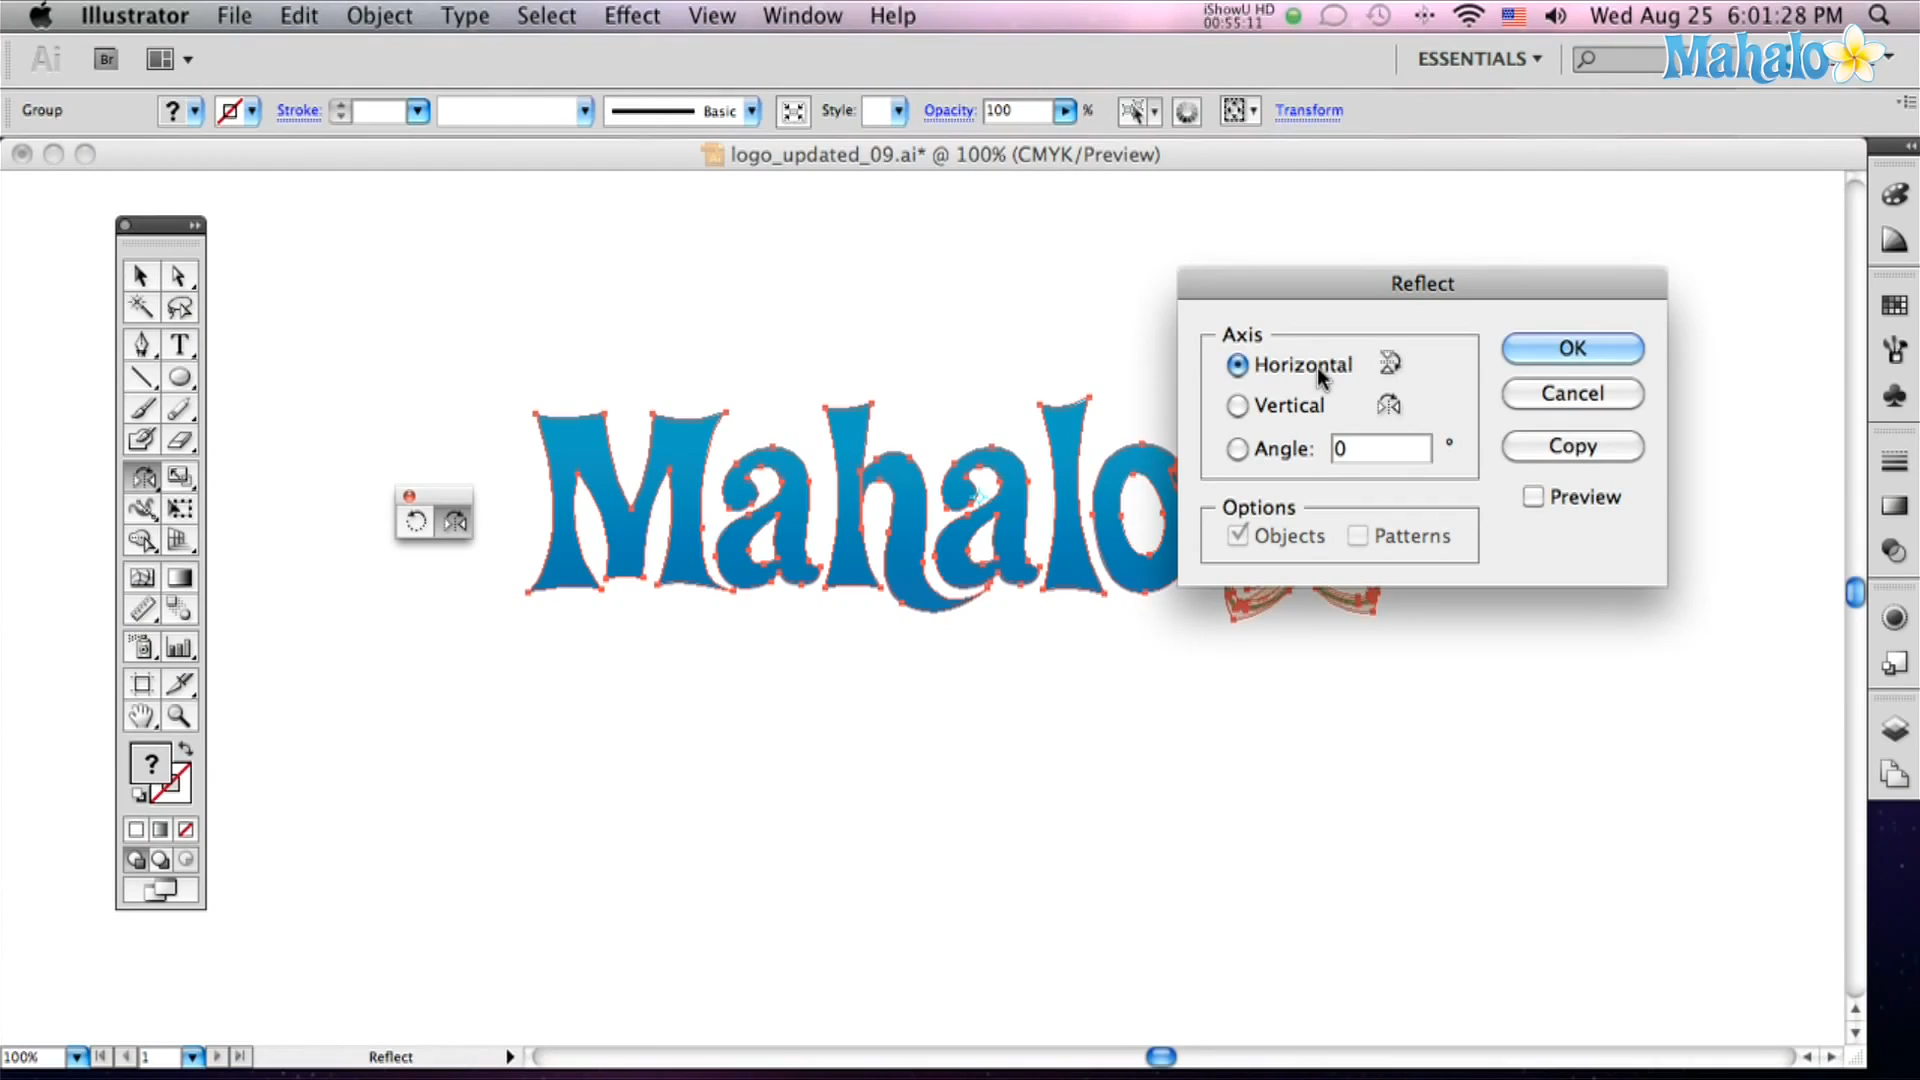 Illustrator File Edit Object Type Select Effect View Window Help iShowU HD 00:55:11 Wed Aug 25 6:01:28 PM
Ai Br ESSENTIALS Mahalo
Group ? Stroke: Basic Style: Opacity: 100 % Transform
logo_updated_09.ai* @ 100% (CMYK/Preview)
Reflect
Axis
Horizontal OK
Vertical Cancel
Angle: 0 ° Copy
Preview
Options
Objects Patterns
Mahalo
T
?
100% 1 Reflect